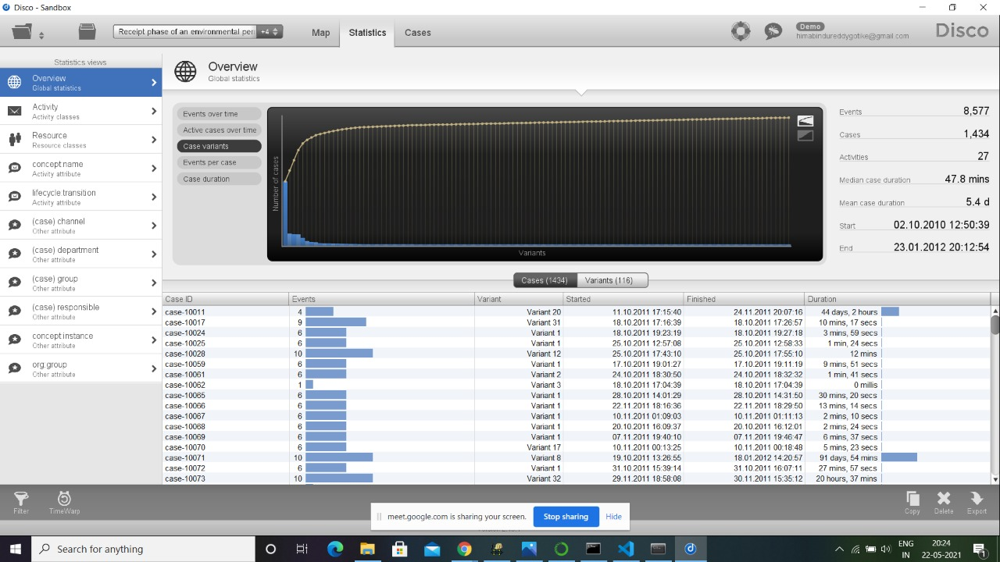 Disco - Sandbox
Receipt phase of an environmental per +4
Map Statistics Cases
Demo
himabindureddygotike@gmail.com
Disco
Statistics views
Overview
Global statistics
Activity
Activity classes
Resource
Resource classes
concept:name
Activity attribute
lifecycle:transition
Activity attribute
(case) channel
Other attribute
(case) department
Other attribute
(case) group
Other attribute
(case) responsible
Other attribute
concept:instance
Other attribute
org:group
Other attribute
Overview
Global statistics
Events over time
Active cases over time
Case variants
Events per case
Case duration
Number of cases
Variants
Events 8,577
Cases 1,434
Activities 27
Median case duration 47.8 mins
Mean case duration 5.4 d
Start 02.10.2010 12:50:39
End 23.01.2012 20:12:54
Cases (1434) Variants (116)
Case ID Events Variant Started Finished Duration
case-10011 4 Variant 20 11.10.2011 17:15:40 24.11.2011 20:07:16 44 days, 2 hours
case-10017 9 Variant 31 18.10.2011 17:16:39 18.10.2011 17:26:57 10 mins, 17 secs
case-10024 6 Variant 1 18.10.2011 19:23:19 18.10.2011 19:27:18 3 mins, 59 secs
case-10025 6 Variant 1 25.10.2011 12:57:08 25.10.2011 12:58:33 1 min, 24 secs
case-10028 10 Variant 12 25.10.2011 17:43:10 25.10.2011 17:55:10 12 mins
case-10059 6 Variant 1 17.10.2011 19:01:27 17.10.2011 19:11:19 9 mins, 51 secs
case-10061 6 Variant 2 24.10.2011 18:30:50 24.10.2011 18:32:32 1 min, 41 secs
case-10062 1 Variant 3 18.10.2011 17:04:39 18.10.2011 17:04:39 0 millis
case-10065 6 Variant 1 28.10.2011 14:01:29 28.10.2011 14:31:50 30 mins, 20 secs
case-10066 6 Variant 1 22.11.2011 18:16:36 22.11.2011 18:29:50 13 mins, 14 secs
case-10067 6 Variant 1 10.11.2011 01:09:03 10.11.2011 01:11:13 2 mins, 10 secs
case-10068 6 Variant 1 20.10.2011 16:09:37 20.10.2011 16:12:01 2 mins, 24 secs
case-10069 6 Variant 1 07.11.2011 19:40:10 07.11.2011 19:46:47 6 mins, 37 secs
case-10070 6 Variant 17 10.11.2011 00:13:25 10.11.2011 00:18:48 5 mins, 23 secs
case-10071 10 Variant 8 19.10.2011 13:26:55 18.01.2012 14:20:57 91 days, 54 mins
case-10072 6 Variant 1 31.10.2011 15:39:14 31.10.2011 16:07:11 27 mins, 57 secs
case-10073 10 Variant 32 29.11.2011 18:58:08 30.11.2011 15:35:12 20 hours, 37 mins
Filter TimeWarp
Copy Delete Export
meet.google.com is sharing your screen. Stop sharing Hide
Search for anything
ENG
IN
20:24
22-05-2021